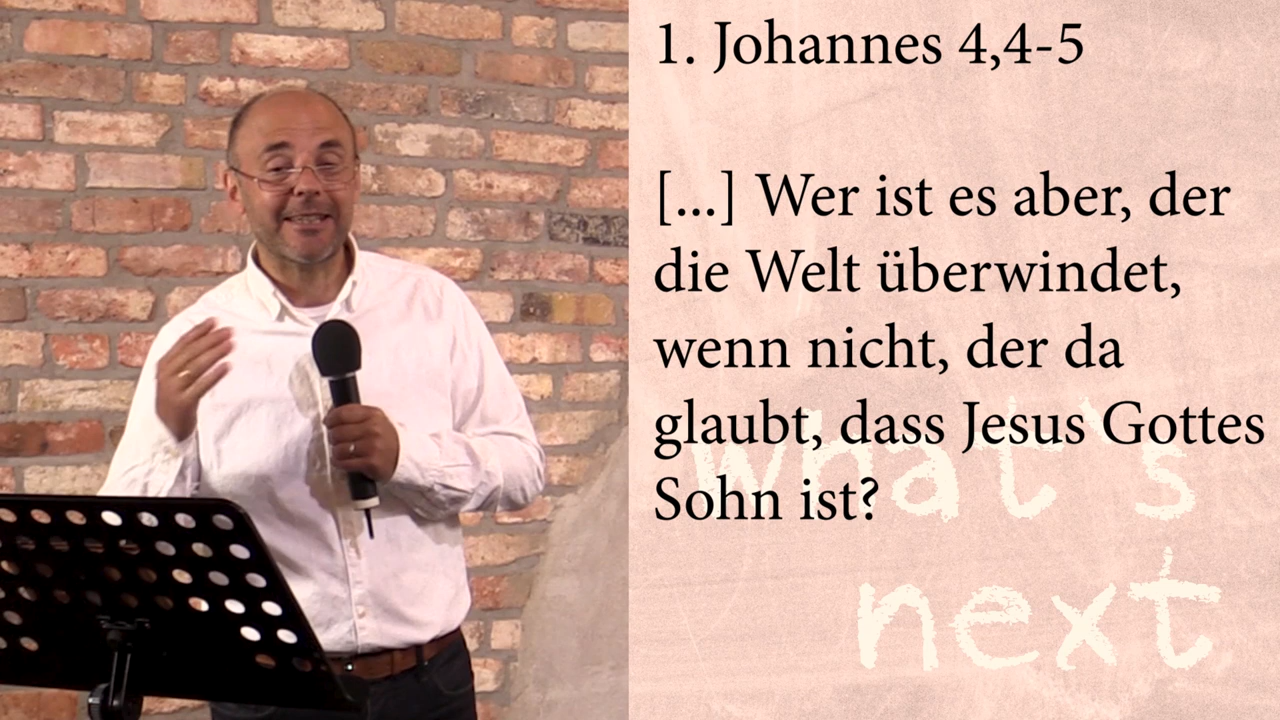 1. Johannes 4,4-5
[...] Wer ist es aber, der
die Welt überwindet,
wenn nicht, der da
glaubt, dass Jesus Gottes
Sohn ist?
what's
next